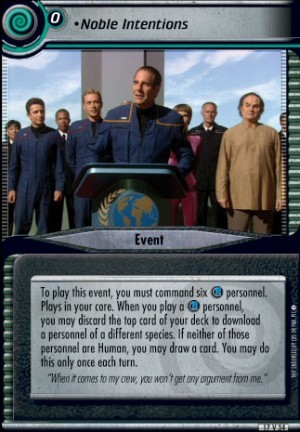 0 •Noble Intentions
Event
To play this event, you must command six personnel.
Plays in your core. When you play a personnel,
you may discard the top card of your deck to download
a personnel of a different species. If neither of those
personnel are Human, you may draw a card. You may do
this only once each turn.
"When it comes to my crew, you won't get any argument from me."
17 V 34